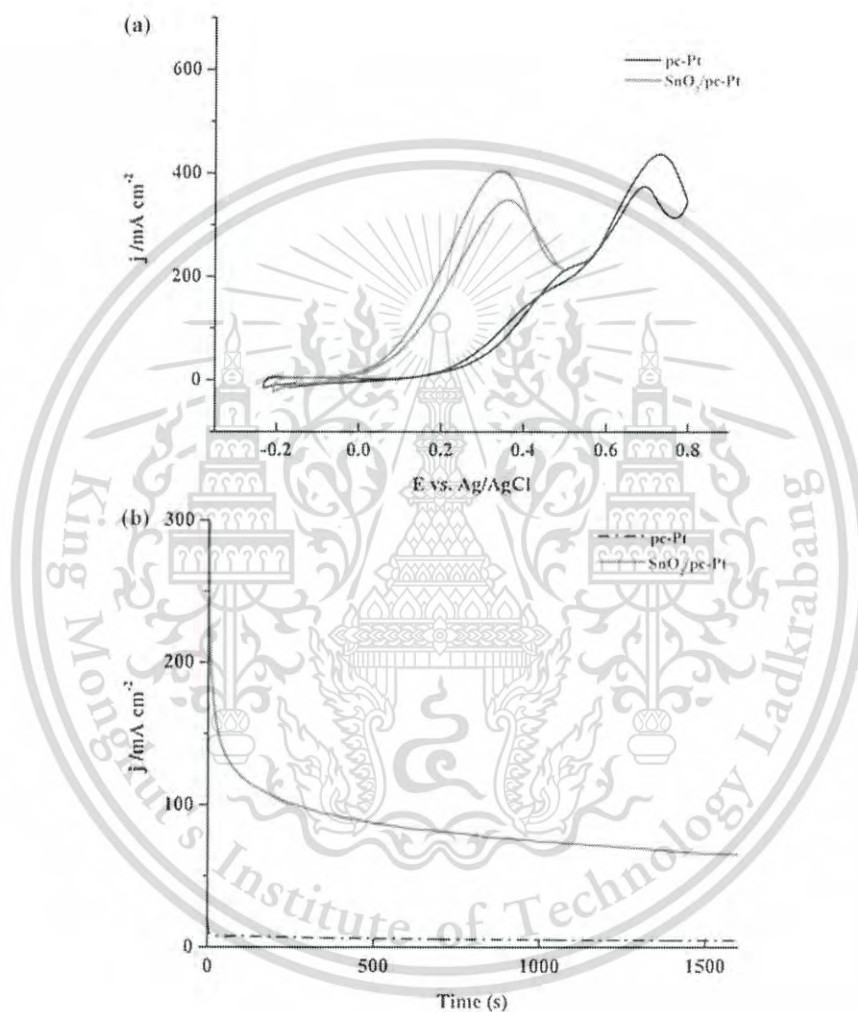 (a)
pc-Pt
SnO₂/pc-Pt
600
400
200
0
j /mA cm⁻²
-0.2 0.0 0.2 0.4 0.6 0.8
E vs. Ag/AgCl
(b)
pc-Pt
SnO₂/pc-Pt
300
200
100
0
j /mA cm⁻²
0 500 1000 1500
Time (s)
King Mongkut's Institute of Technology Ladkrabang